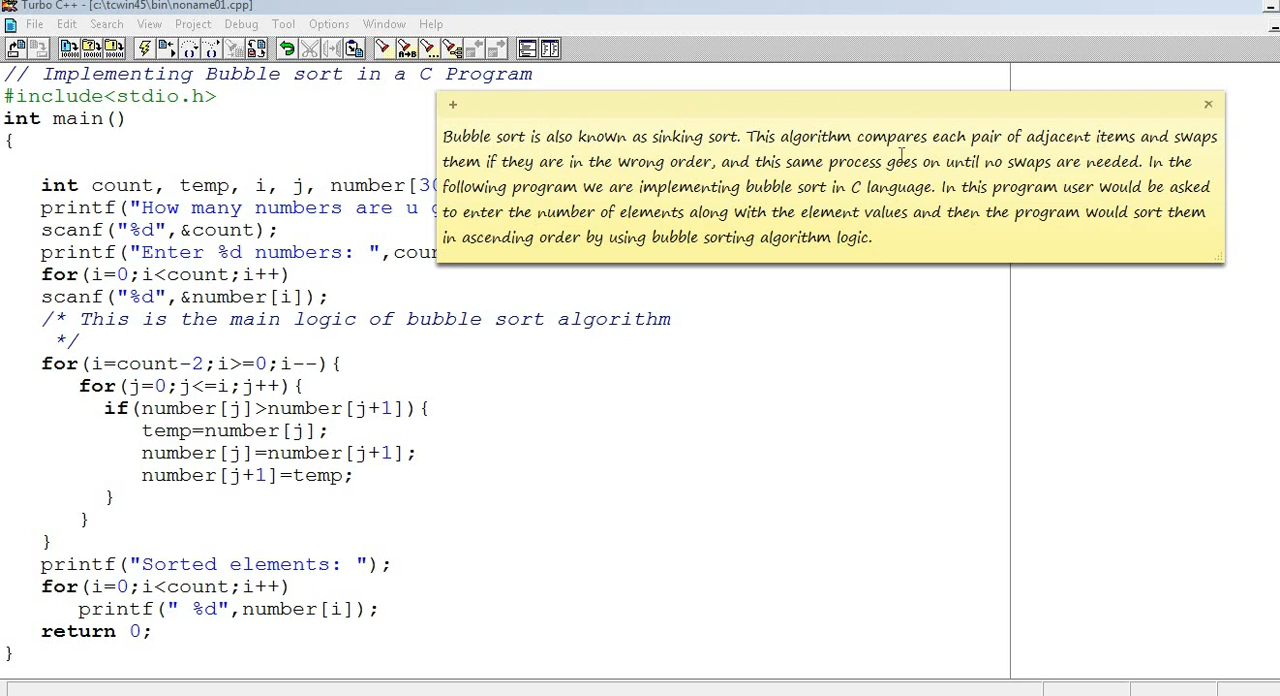 Turbo C++ - [c:\tcwin45\bin\noname01.cpp]
File Edit Search View Project Debug Tool Options Window Help
// Implementing Bubble sort in a C Program
#include<stdio.h>
int main()
{
int count, temp, i, j, number[30
printf("How many numbers are u
scanf("%d",&count);
printf("Enter %d numbers: ",coun
for(i=0;i<count;i++)
scanf("%d",&number[i]);
/* This is the main logic of bubble sort algorithm
*/
for(i=count-2;i>=0;i--){
for(j=0;j<=i;j++){
if(number[j]>number[j+1]){
temp=number[j];
number[j]=number[j+1];
number[j+1]=temp;
}
}
}
printf("Sorted elements: ");
for(i=0;i<count;i++)
printf(" %d",number[i]);
return 0;
}
Bubble sort is also known as sinking sort. This algorithm compares each pair of adjacent items and swaps
them if they are in the wrong order, and this same process goes on until no swaps are needed. In the
following program we are implementing bubble sort in C language. In this program user would be asked
to enter the number of elements along with the element values and then the program would sort them
in ascending order by using bubble sorting algorithm logic.